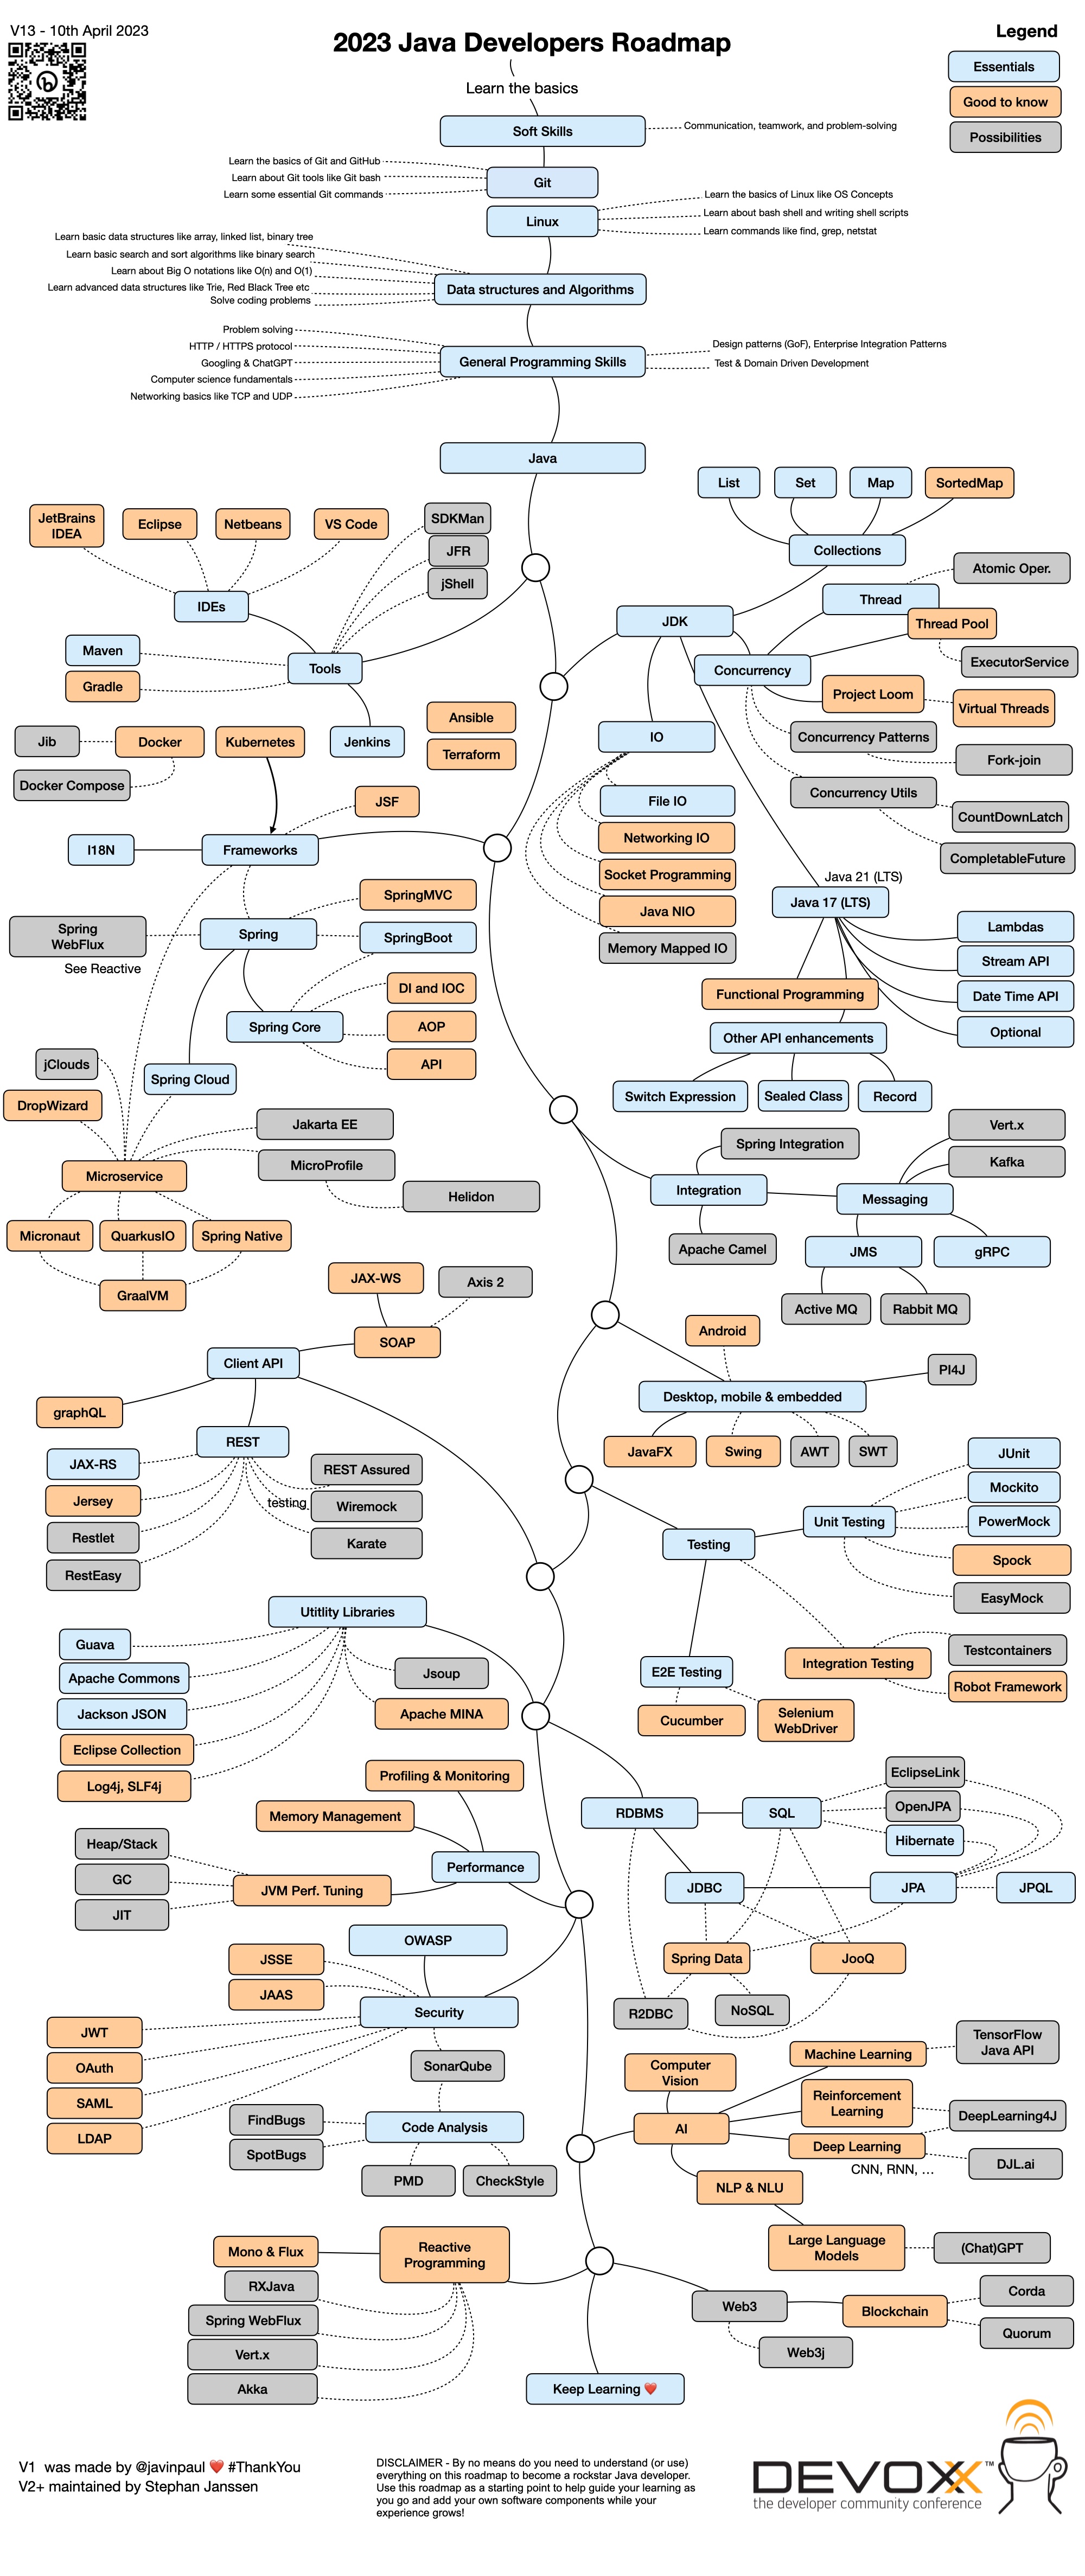 V13 - 10th April 2023
2023 Java Developers Roadmap
Legend
Essentials
Good to know
Possibilities
Learn the basics
Soft Skills
Communication, teamwork, and problem-solving
Learn the basics of Git and GitHub
Learn about Git tools like Git bash
Learn some essential Git commands
Git
Linux
Learn the basics of Linux like OS Concepts
Learn about bash shell and writing shell scripts
Learn commands like find, grep, netstat
Learn basic data structures like array, linked list, binary tree
Learn basic search and sort algorithms like binary search
Learn about Big O notations like O(n) and O(1)
Learn advanced data structures like Trie, Red Black Tree etc
Solve coding problems
Data structures and Algorithms
Problem solving
HTTP / HTTPS protocol
Googling & ChatGPT
Computer science fundamentals
Networking basics like TCP and UDP
General Programming Skills
Design patterns (GoF), Enterprise Integration Patterns
Test & Domain Driven Development
Java
JetBrains
IDEA
Eclipse
Netbeans
VS Code
SDKMan
JFR
jShell
IDEs
Tools
Maven
Gradle
Jenkins
Ansible
Terraform
Jib
Docker
Kubernetes
Docker Compose
List
Set
Map
SortedMap
Collections
Atomic Oper.
Thread
Thread Pool
JDK
ExecutorService
Concurrency
Project Loom
Virtual Threads
Concurrency Patterns
Fork-join
Concurrency Utils
CountDownLatch
CompletableFuture
IO
File IO
Networking IO
Socket Programming
Java NIO
Memory Mapped IO
Java 21 (LTS)
Java 17 (LTS)
Lambdas
Stream API
Date Time API
Optional
Functional Programming
Other API enhancements
Switch Expression
Sealed Class
Record
JSF
I18N
Frameworks
SpringMVC
Spring
WebFlux
See Reactive
Spring
SpringBoot
DI and IOC
Spring Core
AOP
API
jClouds
Spring Cloud
DropWizard
Jakarta EE
MicroProfile
Helidon
Microservice
Micronaut
QuarkusIO
Spring Native
GraalVM
Spring Integration
Vert.x
Kafka
Integration
Messaging
Apache Camel
JMS
gRPC
Active MQ
Rabbit MQ
JAX-WS
Axis 2
SOAP
Client API
graphQL
REST
JAX-RS
Jersey
Restlet
RestEasy
testing
REST Assured
Wiremock
Karate
Android
PI4J
Desktop, mobile & embedded
JavaFX
Swing
AWT
SWT
JUnit
Mockito
PowerMock
Unit Testing
Testing
Spock
EasyMock
Testcontainers
Integration Testing
Robot Framework
E2E Testing
Cucumber
Selenium
WebDriver
Utitlity Libraries
Guava
Apache Commons
Jackson JSON
Eclipse Collection
Log4j, SLF4j
Jsoup
Apache MINA
Profiling & Monitoring
Memory Management
Performance
Heap/Stack
GC
JIT
JVM Perf. Tuning
EclipseLink
OpenJPA
Hibernate
RDBMS
SQL
JDBC
JPA
JPQL
Spring Data
JooQ
R2DBC
NoSQL
OWASP
JSSE
JAAS
Security
JWT
OAuth
SAML
LDAP
SonarQube
FindBugs
SpotBugs
Code Analysis
PMD
CheckStyle
Computer
Vision
Machine Learning
TensorFlow
Java API
Reinforcement
Learning
DeepLearning4J
AI
Deep Learning
CNN, RNN, ...
DJL.ai
NLP & NLU
Large Language
Models
(Chat)GPT
Mono & Flux
Reactive
Programming
RXJava
Spring WebFlux
Vert.x
Akka
Web3
Blockchain
Corda
Quorum
Web3j
Keep Learning ❤️
V1 was made by @javinpaul ❤️ #ThankYou
V2+ maintained by Stephan Janssen
DISCLAIMER - By no means do you need to understand (or use)
everything on this roadmap to become a rockstar Java developer.
Use this roadmap as a starting point to help guide your learning as
you go and add your own software components while your
experience grows!
DEVOXX™
the developer community conference